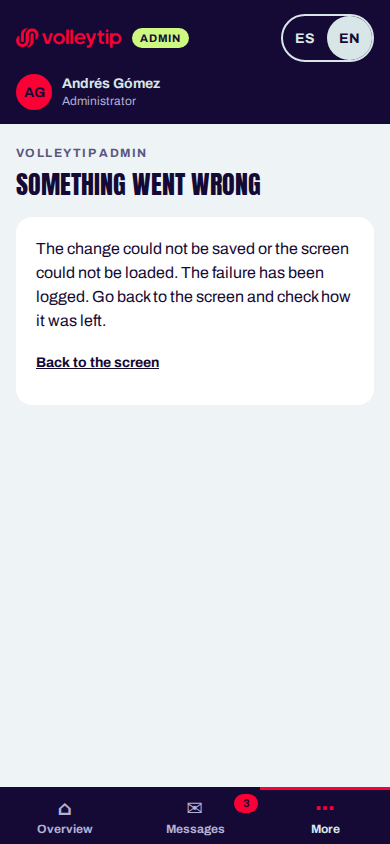 volleytip ADMIN ES EN
AG Andrés Gómez
Administrator
VOLLEYTIP ADMIN
SOMETHING WENT WRONG
The change could not be saved or the screen
could not be loaded. The failure has been
logged. Go back to the screen and check how
it was left.
Back to the screen
3
Overview Messages More